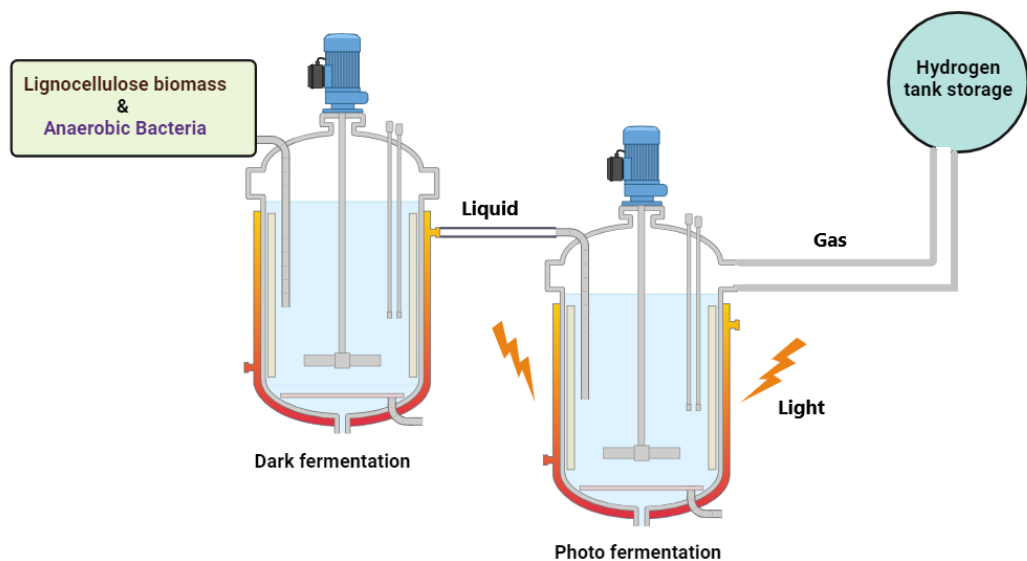 Lignocellulose biomass
&
Anaerobic Bacteria
Hydrogen
tank storage
Liquid
Gas
Light
Dark fermentation
Photo fermentation